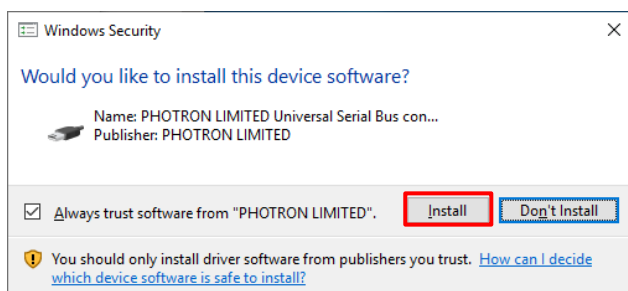 Windows Security
Would you like to install this device software?
Name: PHOTRON LIMITED Universal Serial Bus con...
Publisher: PHOTRON LIMITED
Always trust software from "PHOTRON LIMITED".
Install
Don't Install
You should only install driver software from publishers you trust. How can I decide
which device software is safe to install?